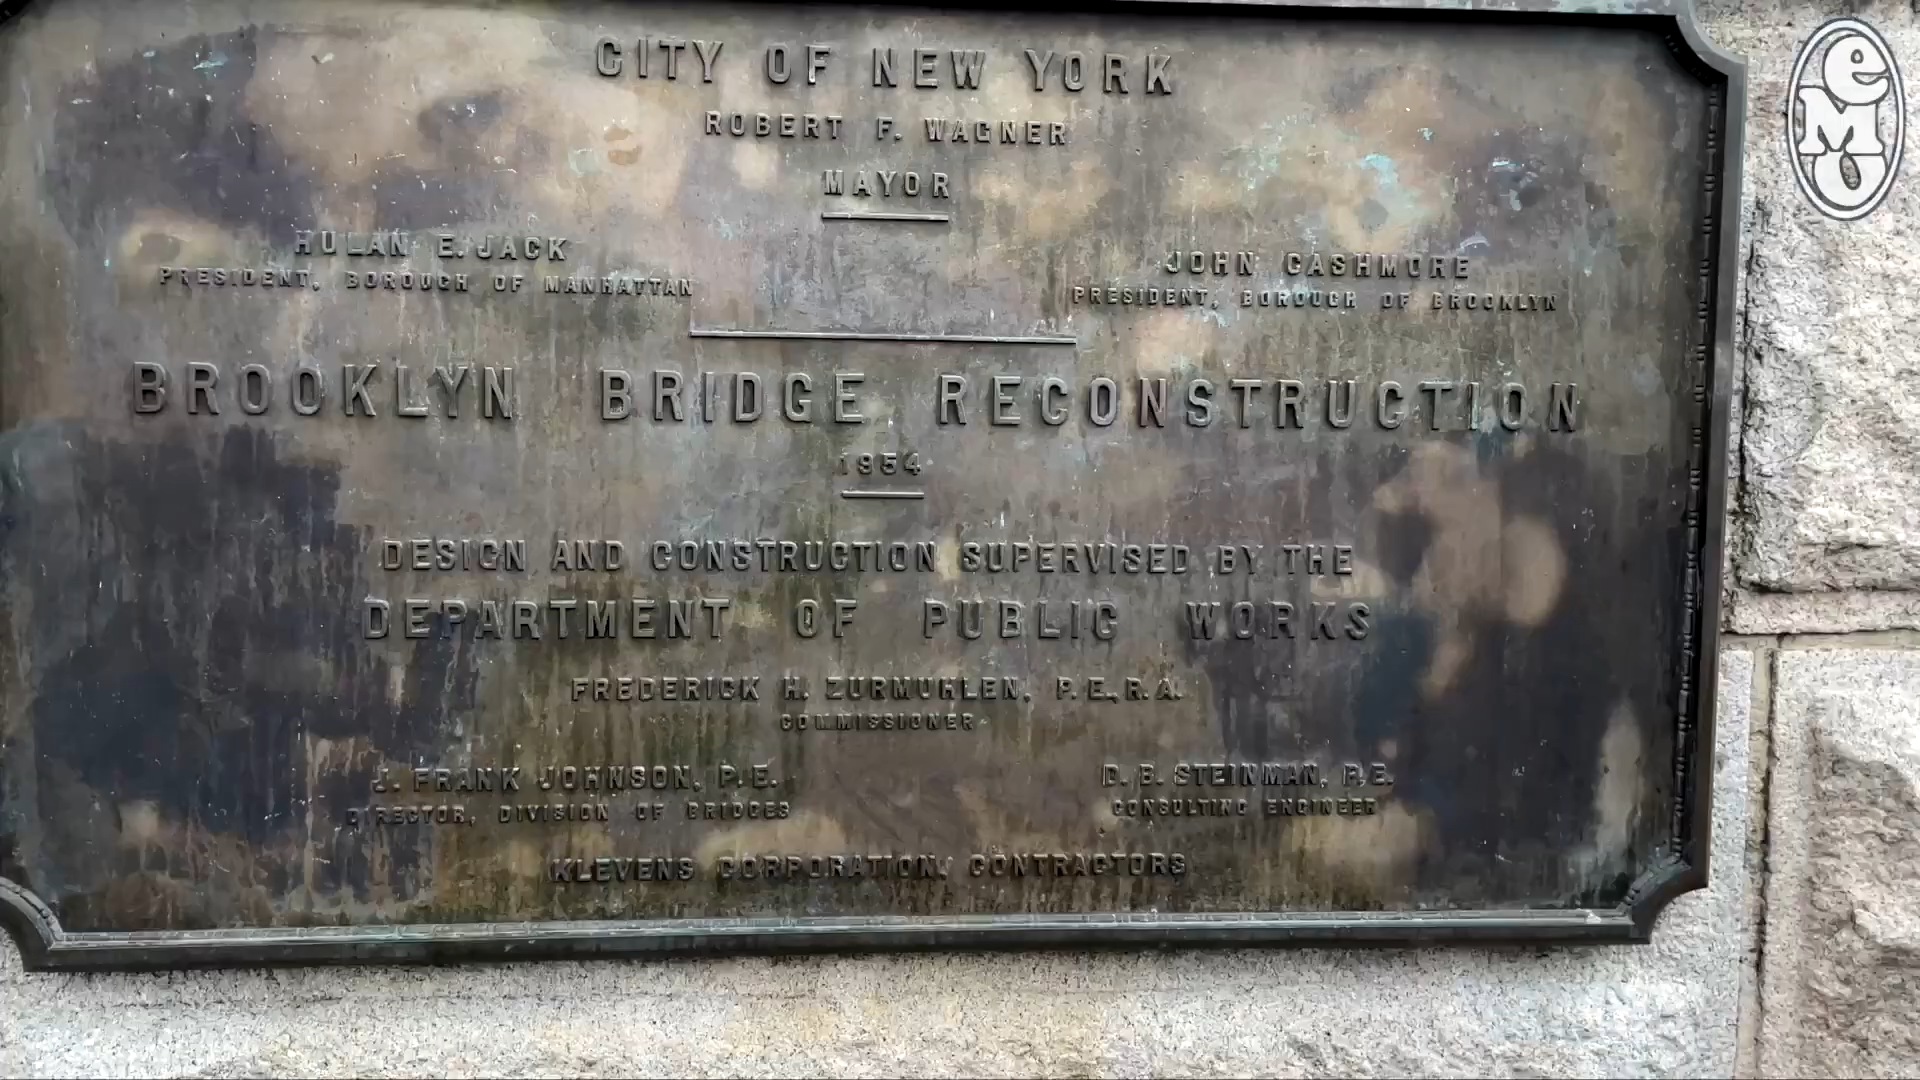 CITY OF NEW YORK
ROBERT F. WAGNER
MAYOR
HULAN E. JACK
PRESIDENT, BOROUGH OF MANHATTAN
JOHN CASHMORE
PRESIDENT, BOROUGH OF BROOKLYN
BROOKLYN BRIDGE RECONSTRUCTION
1954
DESIGN AND CONSTRUCTION SUPERVISED BY THE
DEPARTMENT OF PUBLIC WORKS
FREDERICK H. ZURMUHLEN, P.E., R.A.
COMMISSIONER
J. FRANK JOHNSON, P.E.
DIRECTOR, DIVISION OF BRIDGES
D. B. STEINMAN, P.E.
CONSULTING ENGINEER
KLEVENS CORPORATION, CONTRACTORS
eMO